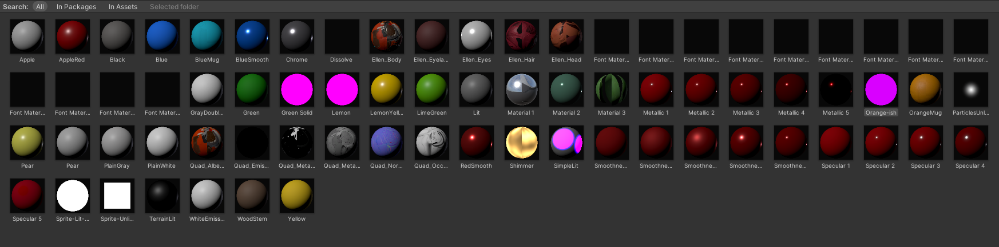 Search: All In Packages In Assets Selected folder
Apple AppleRed Black Blue BlueMug BlueSmooth Chrome Dissolve Ellen_Body Ellen_Eyela... Ellen_Eyes Ellen_Hair Ellen_Head Font Mater... Font Mater... Font Mater... Font Mater... Font Mater... Font Mater... Font Mater... Font Mater... Font Mater...
Font Mater... Font Mater... Font Mater... Font Mater... GrayDoubl... Green Green Solid Lemon LemonYell... LimeGreen Lit Material 1 Material 2 Material 3 Metallic 1 Metallic 2 Metallic 3 Metallic 4 Metallic 5 Orange-ish OrangeMug ParticlesUnl...
Pear Pear PlainGray PlainWhite Quad_Albe... Quad_Emis... Quad_Meta... Quad_Meta... Quad_Nor... Quad_Occ... RedSmooth Shimmer SimpleLit Smoothne... Smoothne... Smoothne... Smoothne... Smoothne... Specular 1 Specular 2 Specular 3 Specular 4
Specular 5 Sprite-Lit-... Sprite-Unli... TerrainLit WhiteEmiss... WoodStem Yellow